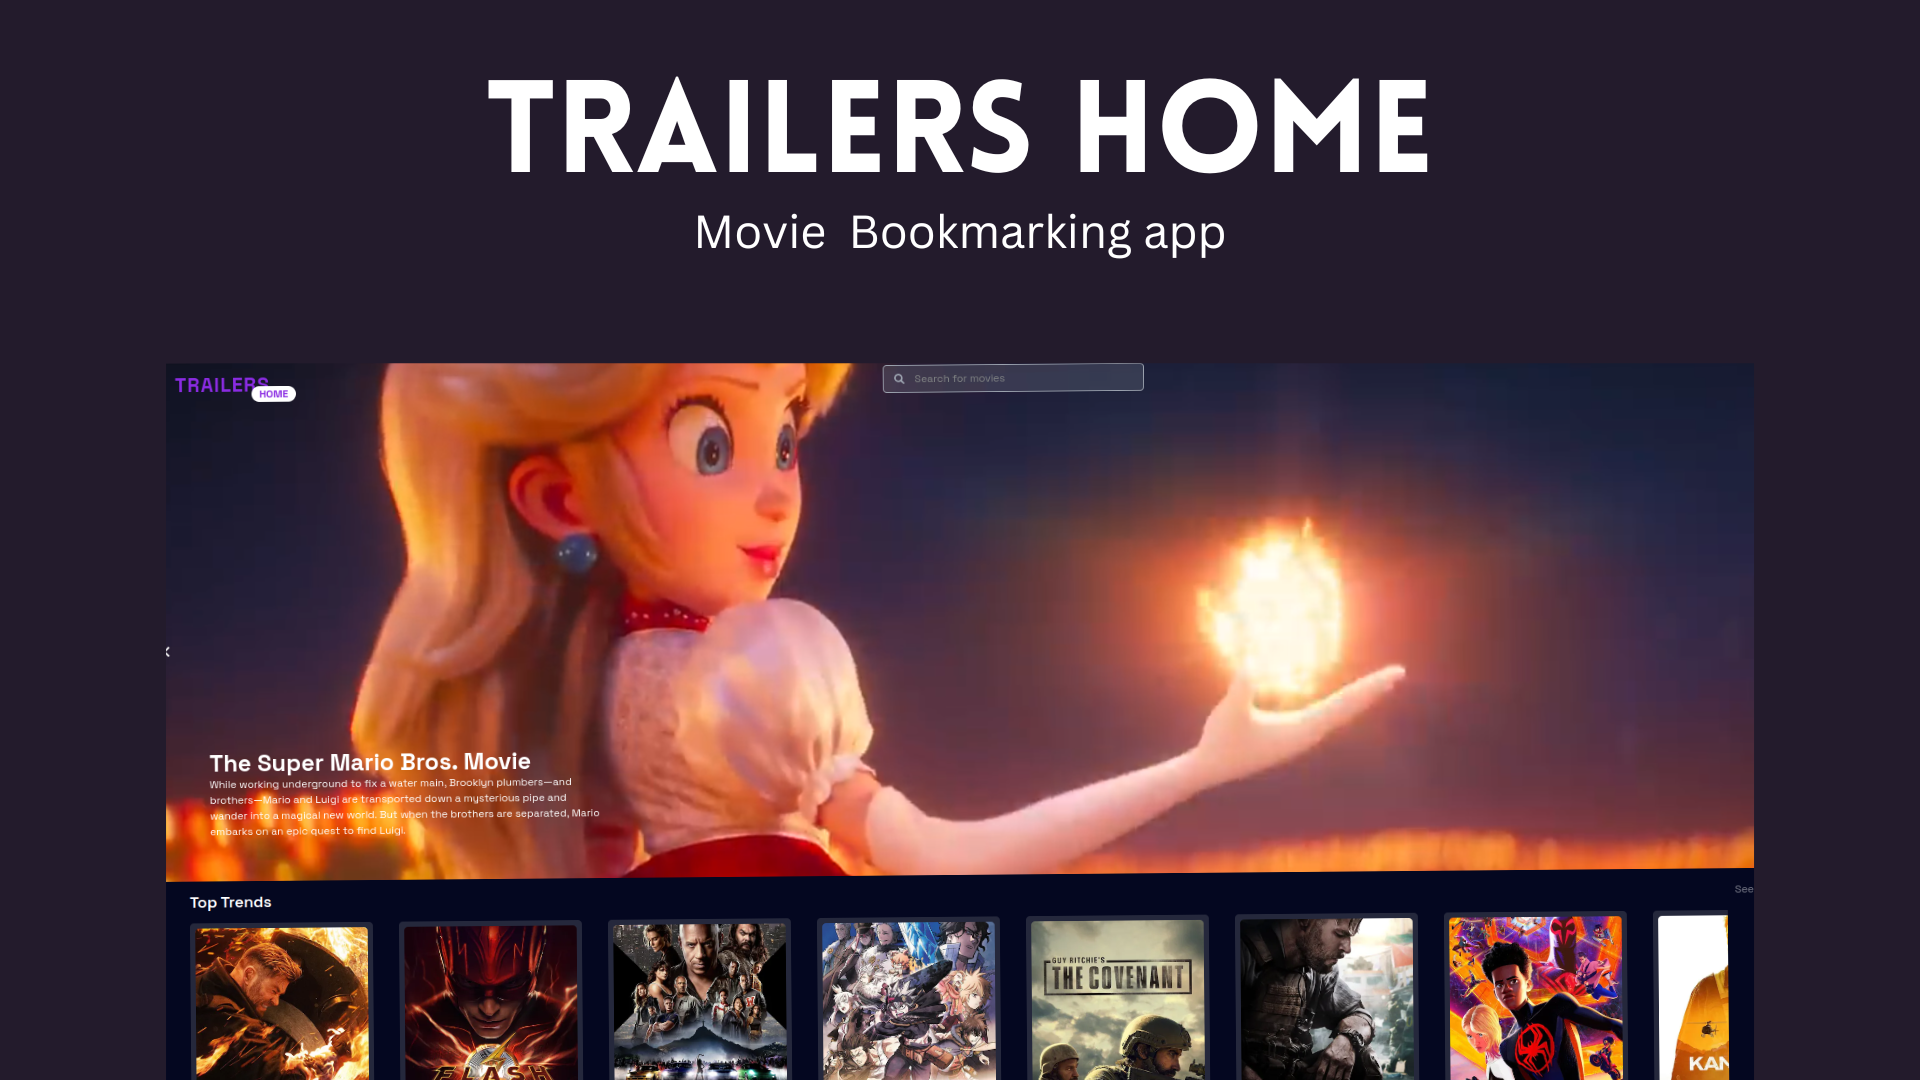 TRAILERS HOME
Movie Bookmarking app
TRAILERS
HOME
Search for movies
The Super Mario Bros. Movie
While working underground to fix a water main, Brooklyn plumbers—and
brothers—Mario and Luigi are transported down a mysterious pipe and
wander into a magical new world. But when the brothers are separated, Mario
embarks on an epic quest to find Luigi.
Top Trends
See
FLASH
GUY RITCHIE'S
THE COVENANT
KAN